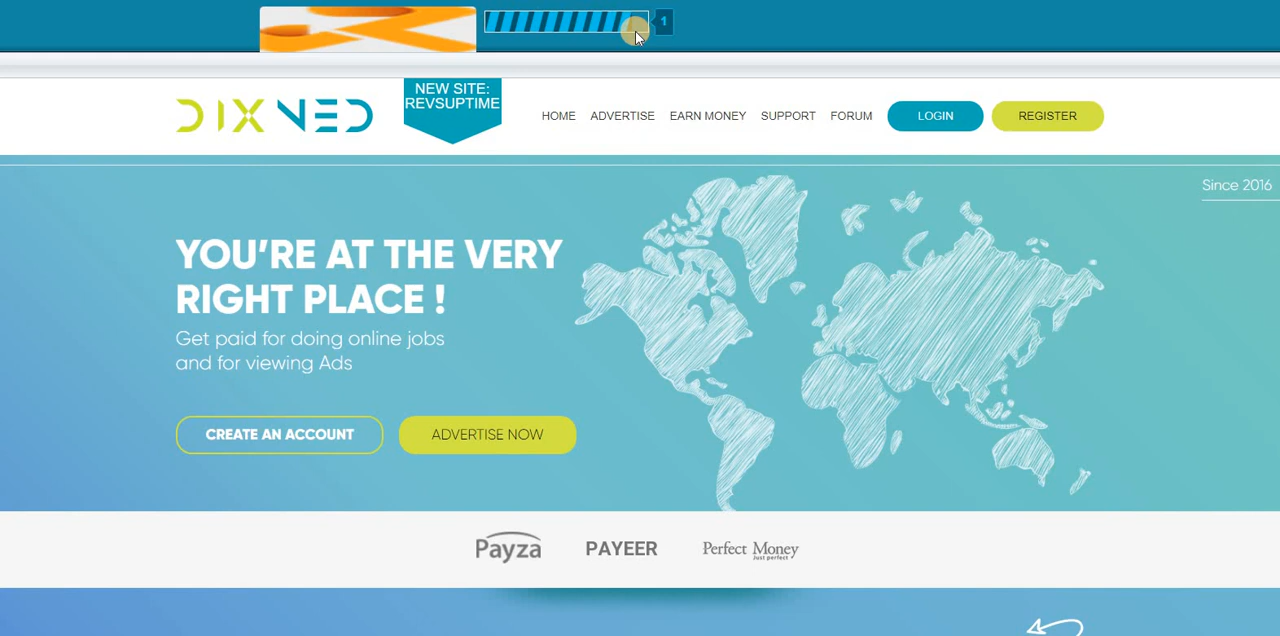 1
DIXNED
NEW SITE:
REVSUPTIME
HOME ADVERTISE EARN MONEY SUPPORT FORUM LOGIN REGISTER
Since 2016
YOU'RE AT THE VERY
RIGHT PLACE !
Get paid for doing online jobs
and for viewing Ads
CREATE AN ACCOUNT ADVERTISE NOW
Payza PAYEER Perfect Money
Just perfect